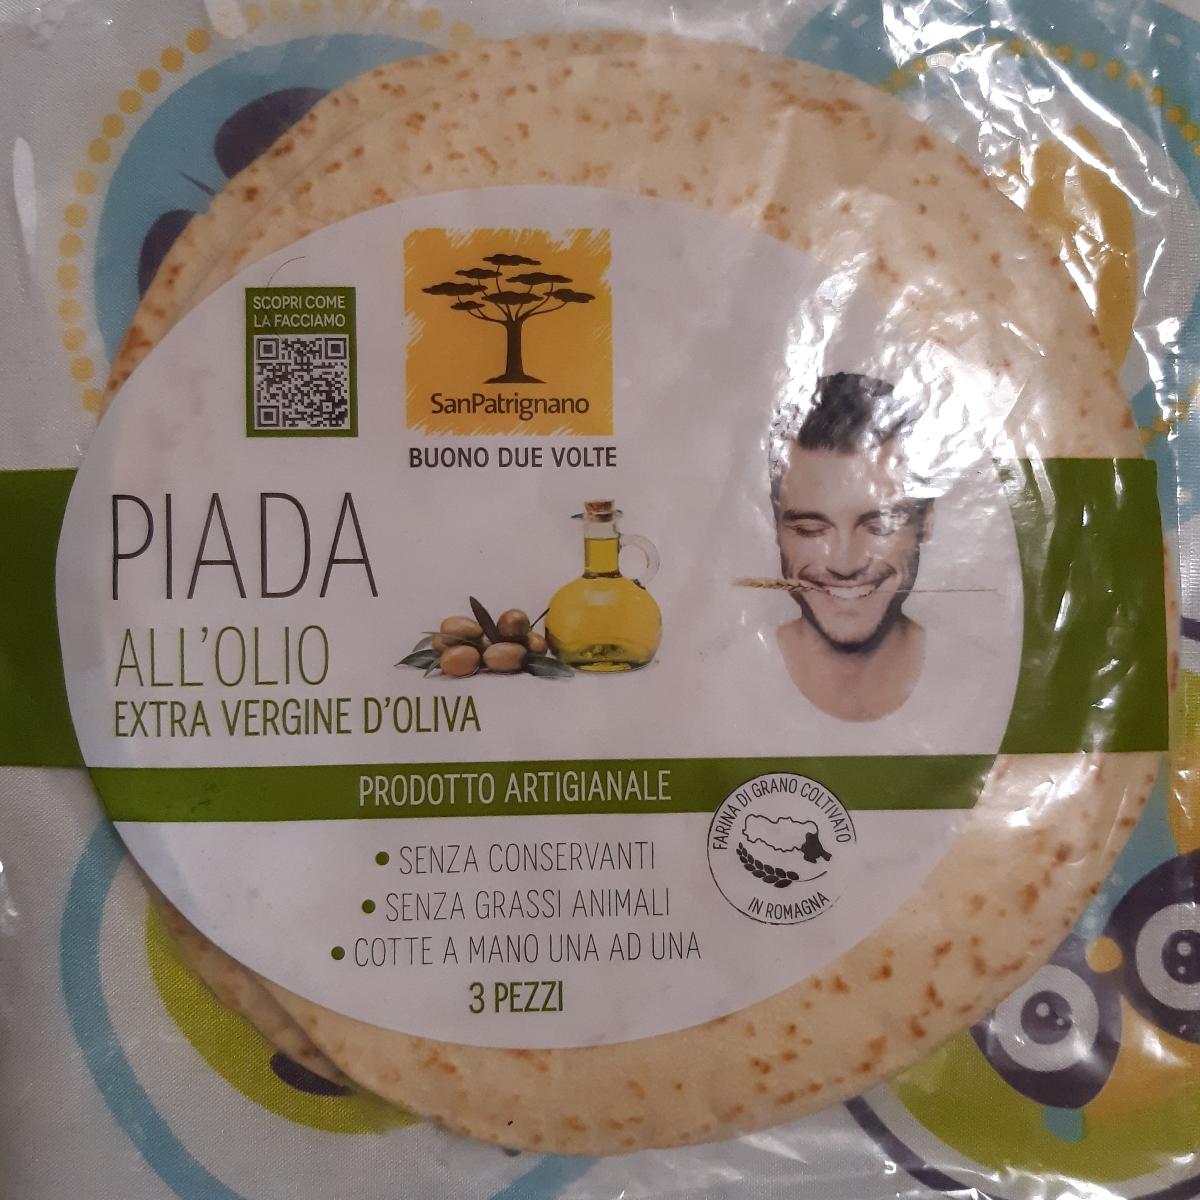 SCOPRI COME
LA FACCIAMO
SanPatrignano
BUONO DUE VOLTE
PIADA
ALL'OLIO
EXTRA VERGINE D'OLIVA
PRODOTTO ARTIGIANALE
• SENZA CONSERVANTI
• SENZA GRASSI ANIMALI
• COTTE A MANO UNA AD UNA
3 PEZZI
FARINA DI GRANO COLTIVATO
IN ROMAGNA